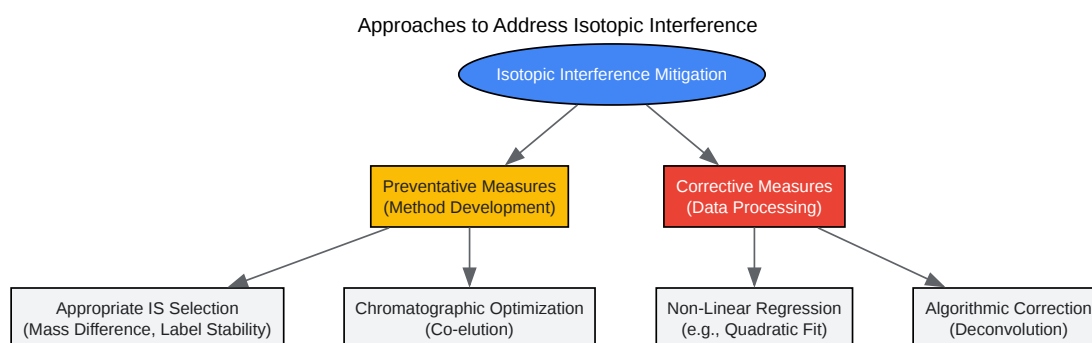 Approaches to Address Isotopic Interference
Isotopic Interference Mitigation
Preventative Measures
(Method Development)
Corrective Measures
(Data Processing)
Appropriate IS Selection
(Mass Difference, Label Stability)
Chromatographic Optimization
(Co-elution)
Non-Linear Regression
(e.g., Quadratic Fit)
Algorithmic Correction
(Deconvolution)